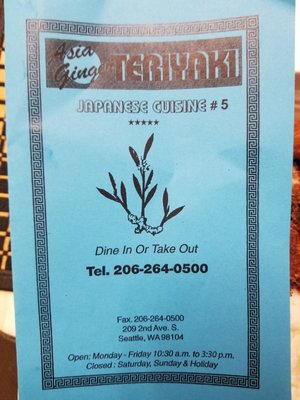 Asia
Ginger
TERIYAKI
JAPANESE CUISINE # 5
Dine In Or Take Out
Tel. 206-264-0500
Fax. 206-264-0500
209 2nd Ave. S.
Seattle, WA 98104
Open: Monday - Friday 10:30 a.m. to 3:30 p.m.
Closed : Saturday, Sunday & Holiday